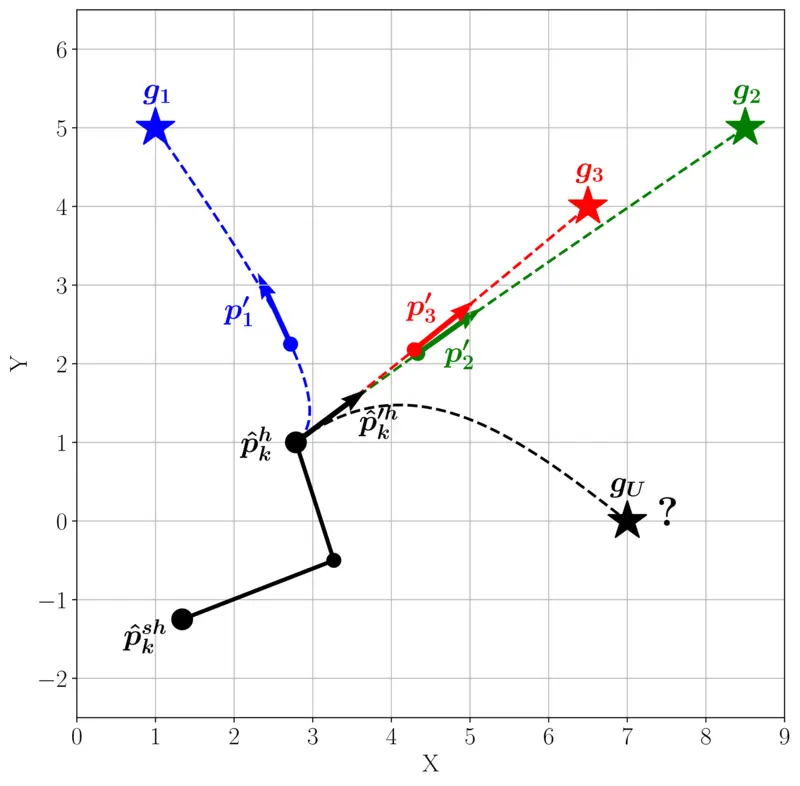 6
5
4
3
2
1
0
−1
−2
Y
g₁
g₂
g₃
p′₁
p′₃
p′₂
p̂ₖʰ
p̂′ₖʰ
g_U ?
p̂ₖˢʰ
0 1 2 3 4 5 6 7 8 9
X